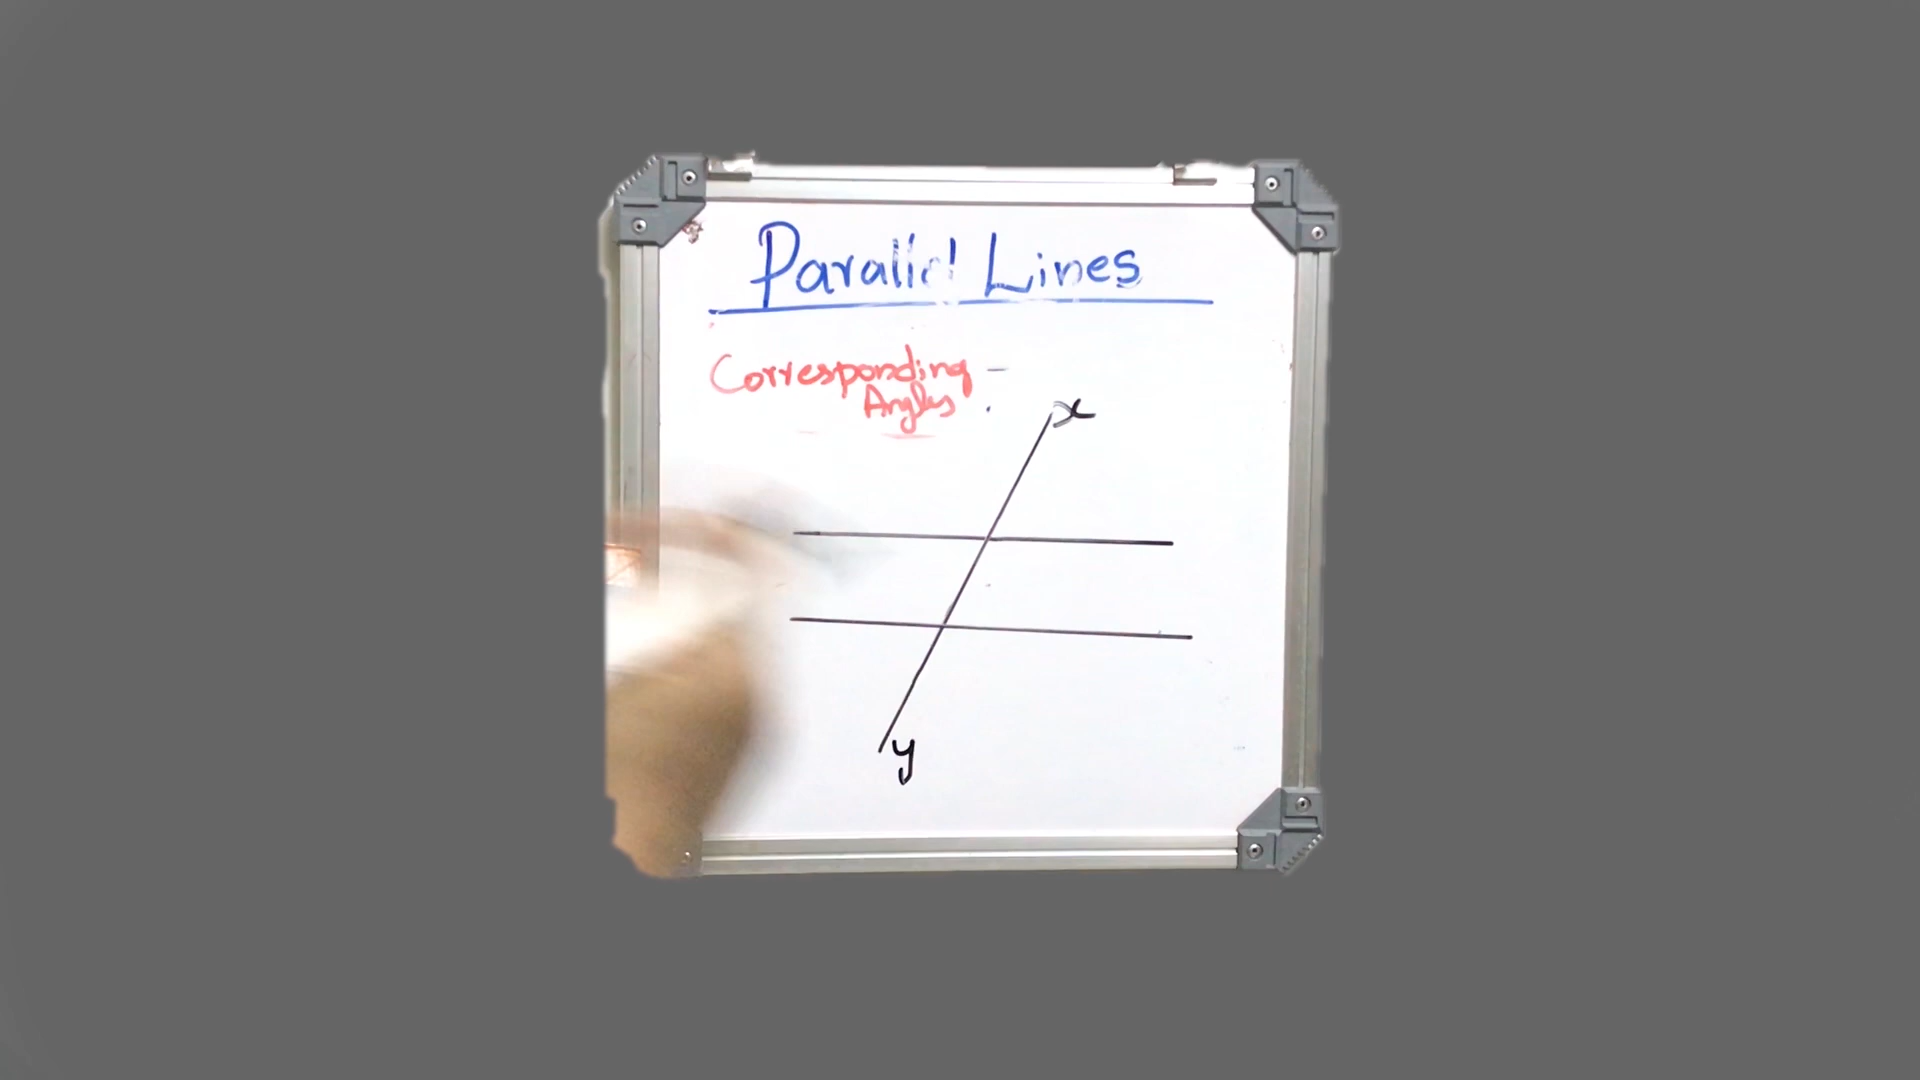 Parallel Lines
Corresponding -
Angles
x
y